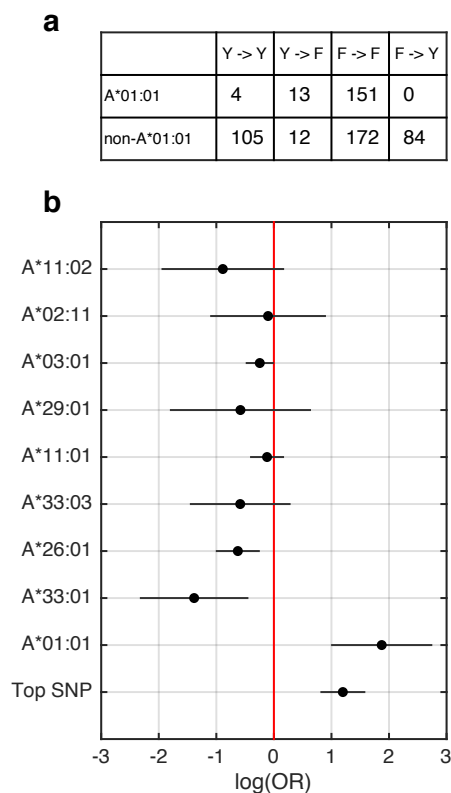 a
Y -> Y Y -> F F -> F F -> Y
A*01:01 4 13 151 0
non-A*01:01 105 12 172 84
b
A*11:02
A*02:11
A*03:01
A*29:01
A*11:01
A*33:03
A*26:01
A*33:01
A*01:01
Top SNP
-3 -2 -1 0 1 2 3
log(OR)